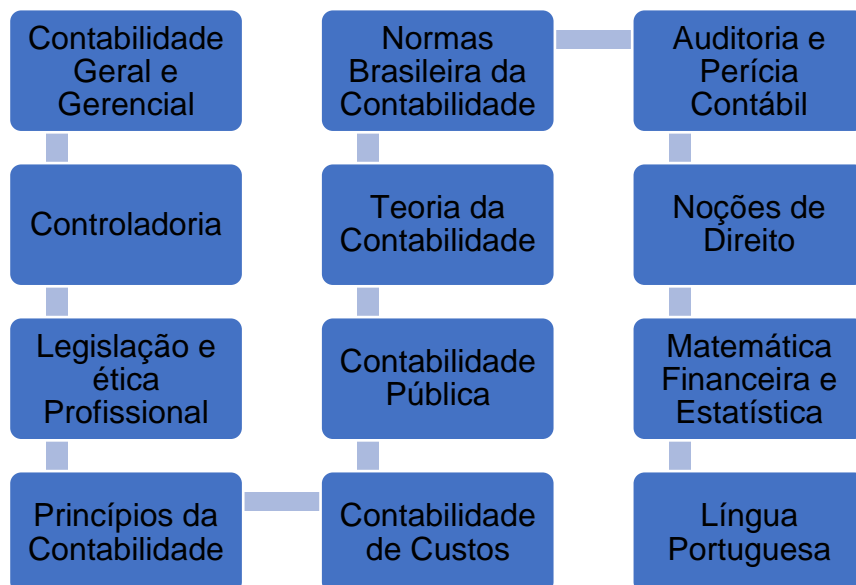 Contabilidade
Geral e
Gerencial
Controladoria
Legislação e
ética
Profissional
Princípios da
Contabilidade
Contabilidade
de Custos
Contabilidade
Pública
Teoria da
Contabilidade
Normas
Brasileira da
Contabilidade
Auditoria e
Perícia
Contábil
Noções de
Direito
Matemática
Financeira e
Estatística
Língua
Portuguesa